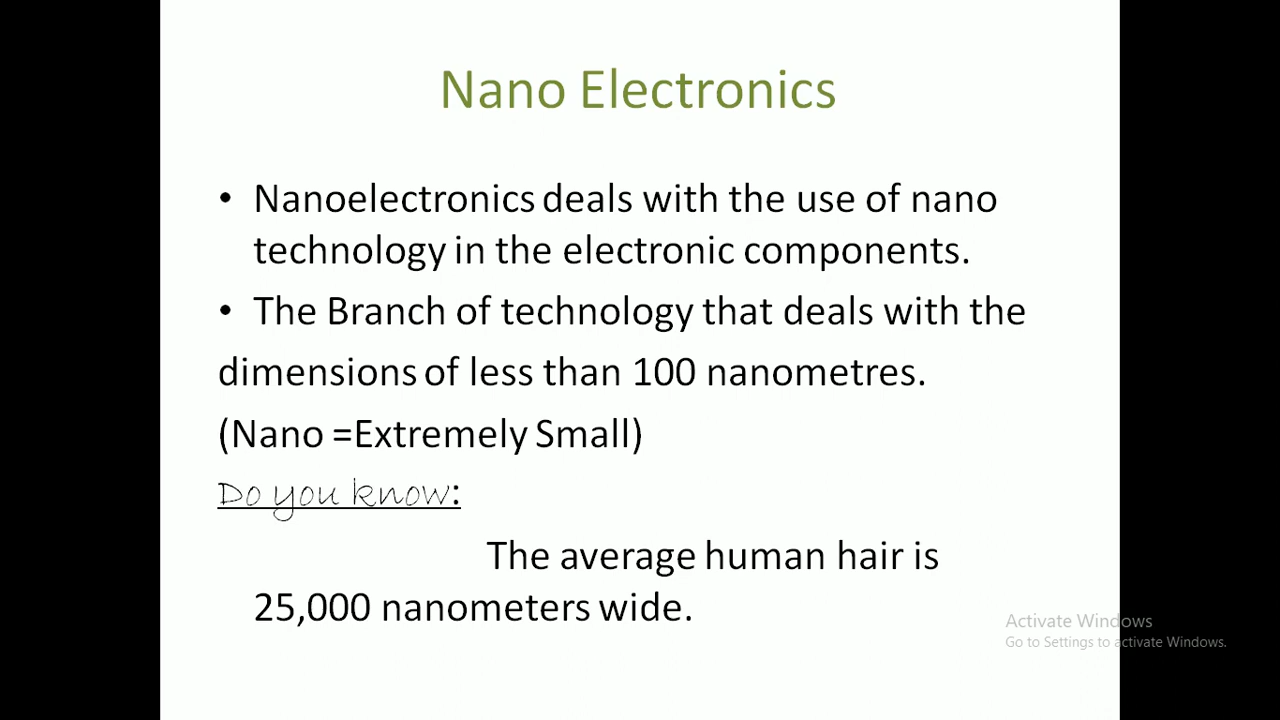 Nano Electronics
• Nanoelectronics deals with the use of nano
technology in the electronic components.
• The Branch of technology that deals with the
dimensions of less than 100 nanometres.
(Nano =Extremely Small)
Do you know:
The average human hair is
25,000 nanometers wide.
Activate Windows
Go to Settings to activate Windows.